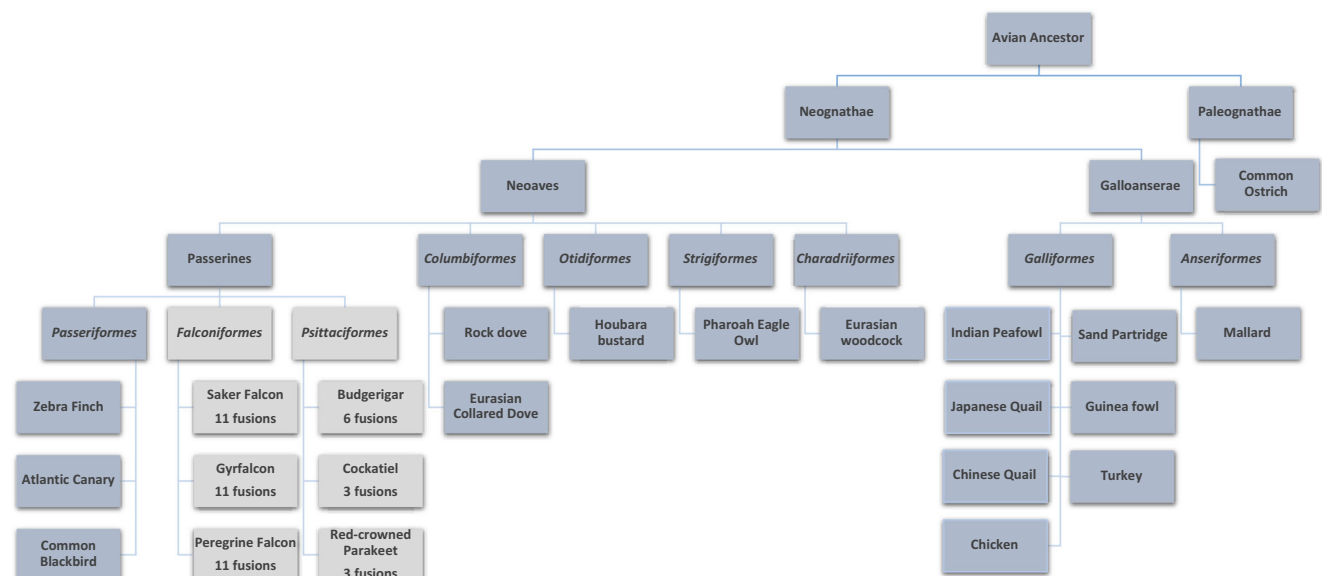 Avian Ancestor
Neognathae
Paleognathae
Neoaves
Galloanserae
Common
Ostrich
Passerines
Columbiformes
Otidiformes
Strigiformes
Charadriiformes
Galliformes
Anseriformes
Passeriformes
Falconiformes
Psittaciformes
Rock dove
Houbara
bustard
Pharoah Eagle
Owl
Eurasian
woodcock
Indian Peafowl
Sand Partridge
Mallard
Zebra Finch
Saker Falcon
11 fusions
Budgerigar
6 fusions
Eurasian
Collared Dove
Japanese Quail
Guinea fowl
Atlantic Canary
Gyrfalcon
11 fusions
Cockatiel
3 fusions
Chinese Quail
Turkey
Common
Blackbird
Peregrine Falcon
11 fusions
Red-crowned
Parakeet
3 fusions
Chicken